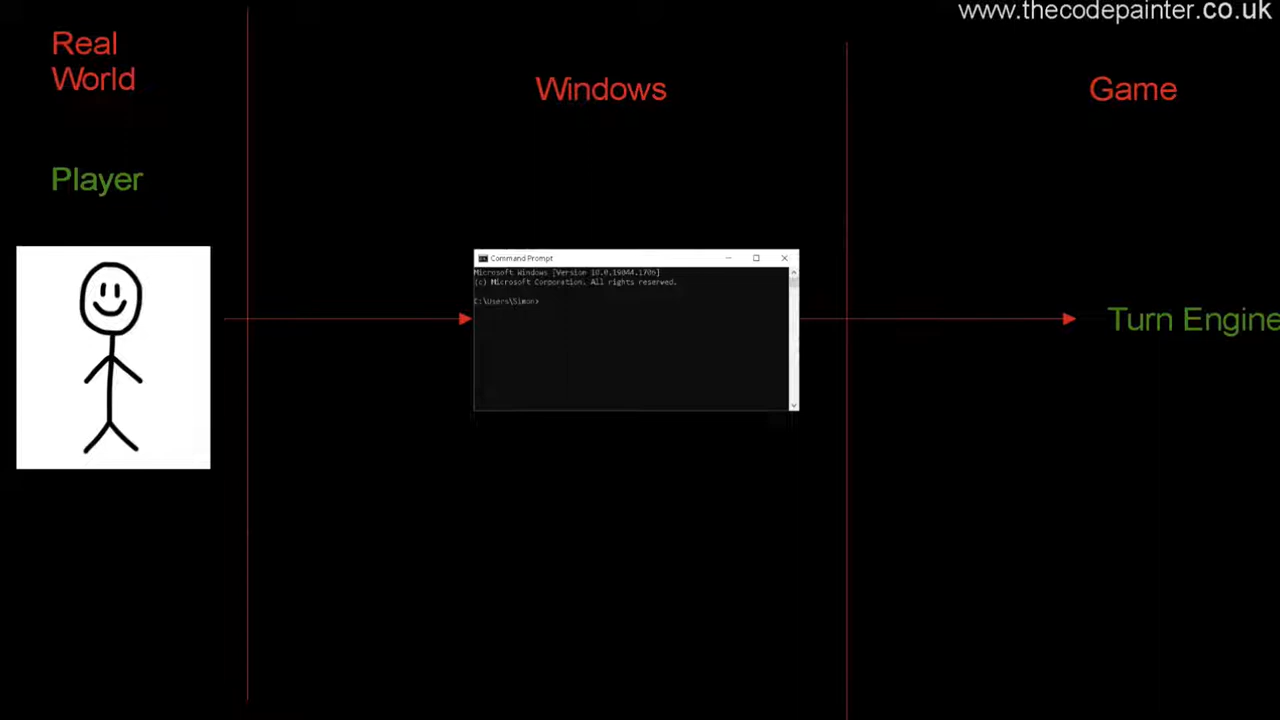 www.thecodepainter.co.uk
Real
World
Windows
Game
Player
Command Prompt
Microsoft Windows [Version 10.0.19044.1706]
(c) Microsoft Corporation. All rights reserved.
C:\Users\Simon>
Turn Engine